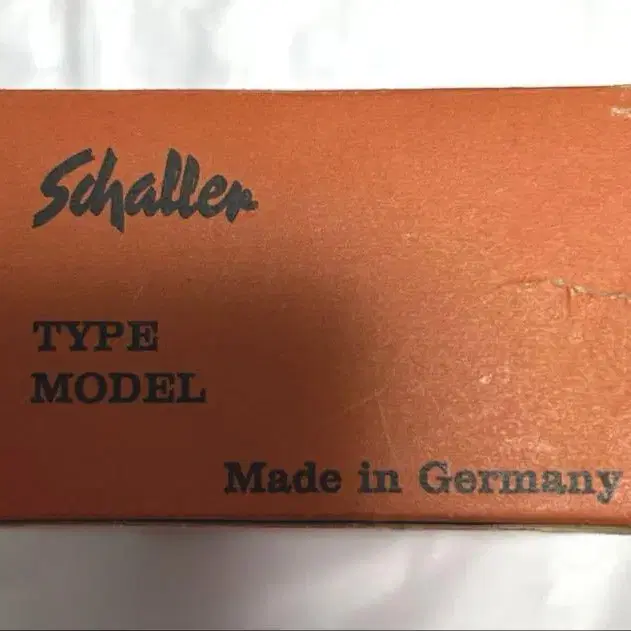 Schaller
TYPE
MODEL
Made in Germany